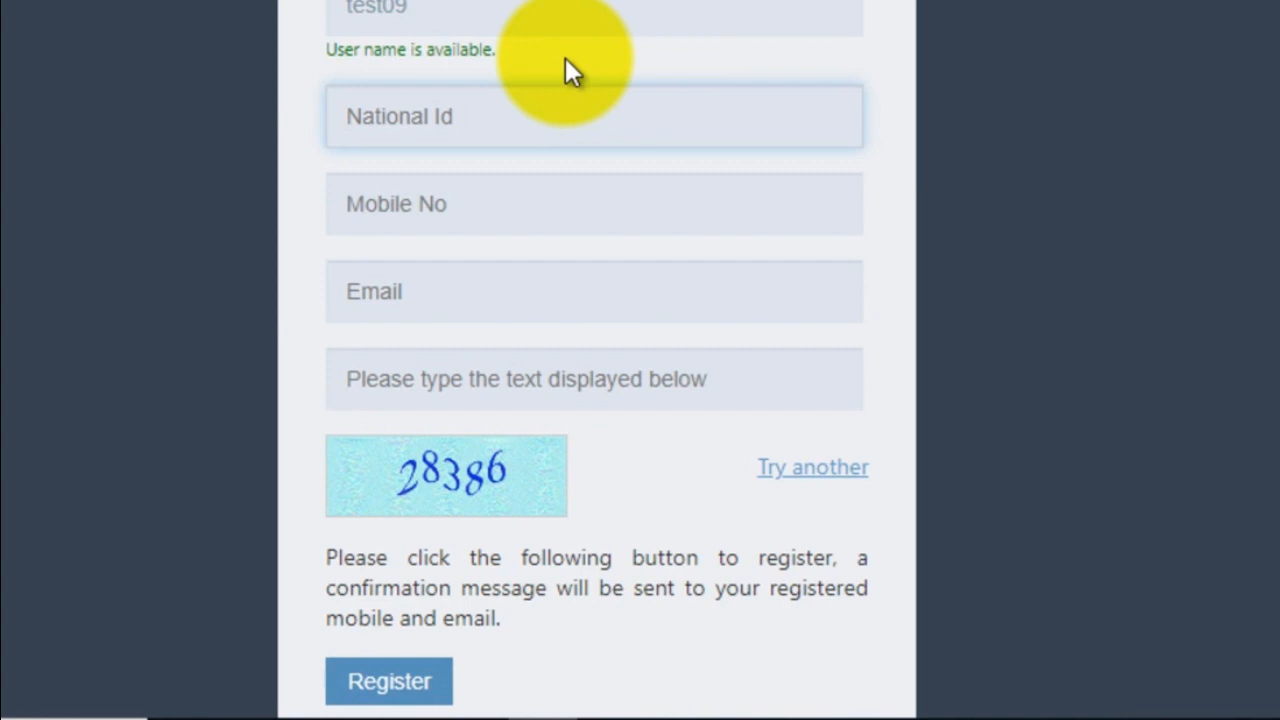 test09
User name is available.
National Id
Mobile No
Email
Please type the text displayed below
28386
Try another
Please click the following button to register, a
confirmation message will be sent to your registered
mobile and email.
Register